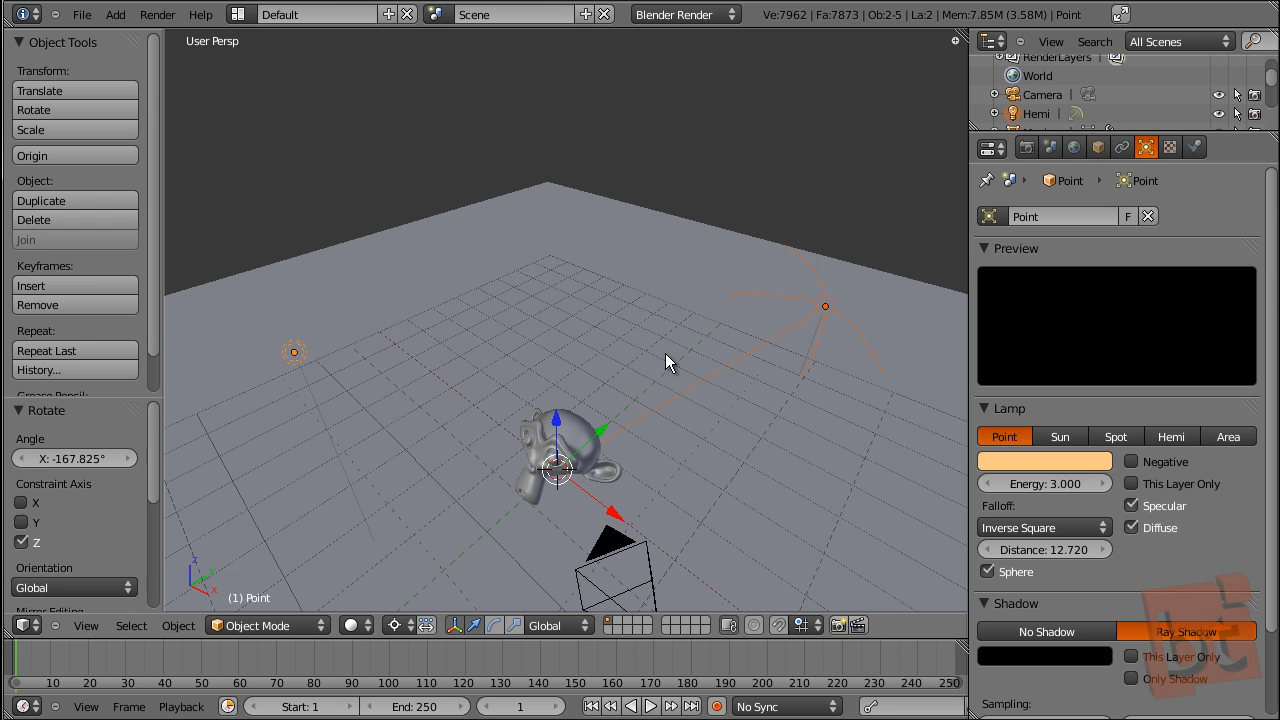 File Add Render Help Default Scene Blender Render Ve:7962 | Fa:7873 | Ob:2-5 | La:2 | Mem:7.85M (3.58M) | Point
Object Tools
Transform:
Translate
Rotate
Scale
Origin
Object:
Duplicate
Delete
Join
Keyframes:
Insert
Remove
Repeat:
Repeat Last
History...
Grease Pencil:
Rotate
Angle
X: -167.825°
Constraint Axis
X
Y
Z
Orientation
Global
User Persp
z
x
(1) Point
View Select Object Object Mode Global
10 20 30 40 50 60 70 80 90 100 110 120 130 140 150 160 170 180 190 200 210 220 230 240 250
View Frame Playback Start: 1 End: 250 1 No Sync
View Search All Scenes
RenderLayers |
World
Camera |
Hemi |
Point Point
Point F
Preview
Lamp
Point Sun Spot Hemi Area
Negative
Energy: 3.000 This Layer Only
Falloff: Specular
Inverse Square Diffuse
Distance: 12.720
Sphere
Shadow
No Shadow Ray Shadow
This Layer Only
Only Shadow
Sampling: